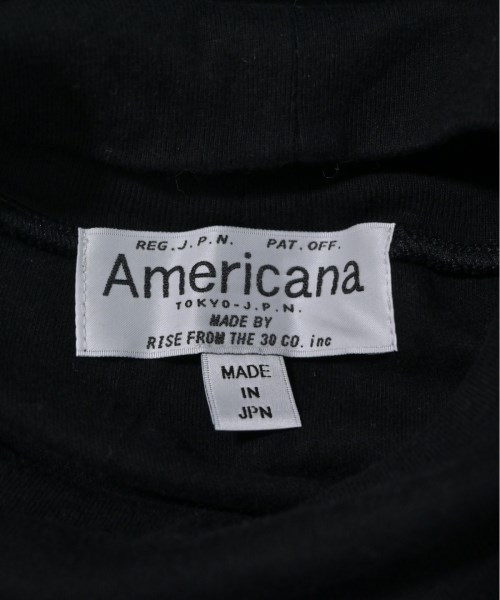 REG. J. P. N. PAT. OFF.
Americana
TOKYO-J.P.N.
MADE BY
RISE FROM THE 30 CO. inc
MADE
IN
JPN